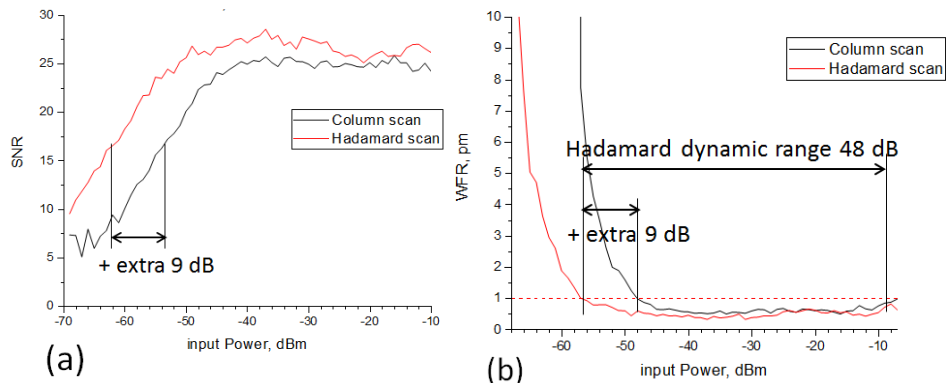 SNR
30
25
20
15
10
5
0
Column scan
Hadamard scan
+ extra 9 dB
-70
-60
-50
-40
-30
-20
-10
input Power, dBm
(a)
WFR, pm
10
9
8
7
6
5
4
3
2
1
0
Column scan
Hadamard scan
Hadamard dynamic range 48 dB
+ extra 9 dB
-60
-50
-40
-30
-20
-10
input Power, dBm
(b)